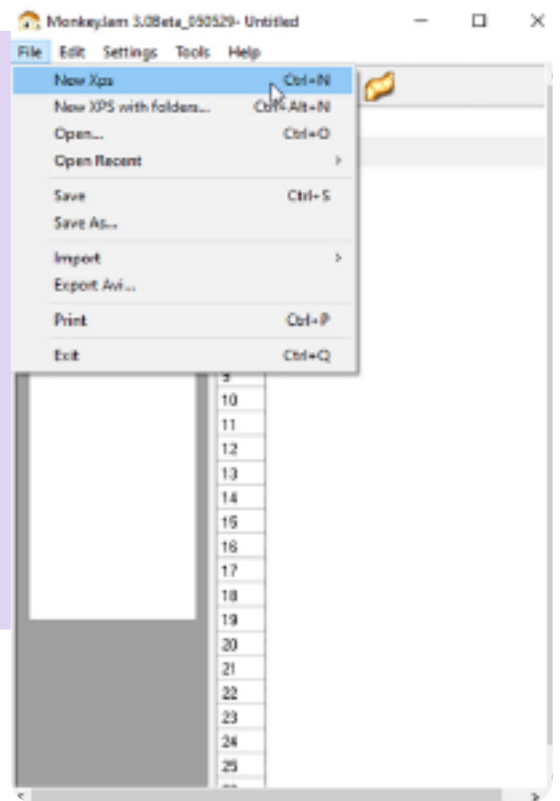 MonkeyJam 3.0Beta_050529- Untitled
File Edit Settings Tools Help
New Xps Ctrl+N
New XPS with folders... Ctrl+Alt+N
Open... Ctrl+O
Open Recent
Save Ctrl+S
Save As...
Import
Export Avi...
Print Ctrl+P
Exit Ctrl+Q
9
10
11
12
13
14
15
16
17
18
19
20
21
22
23
24
25